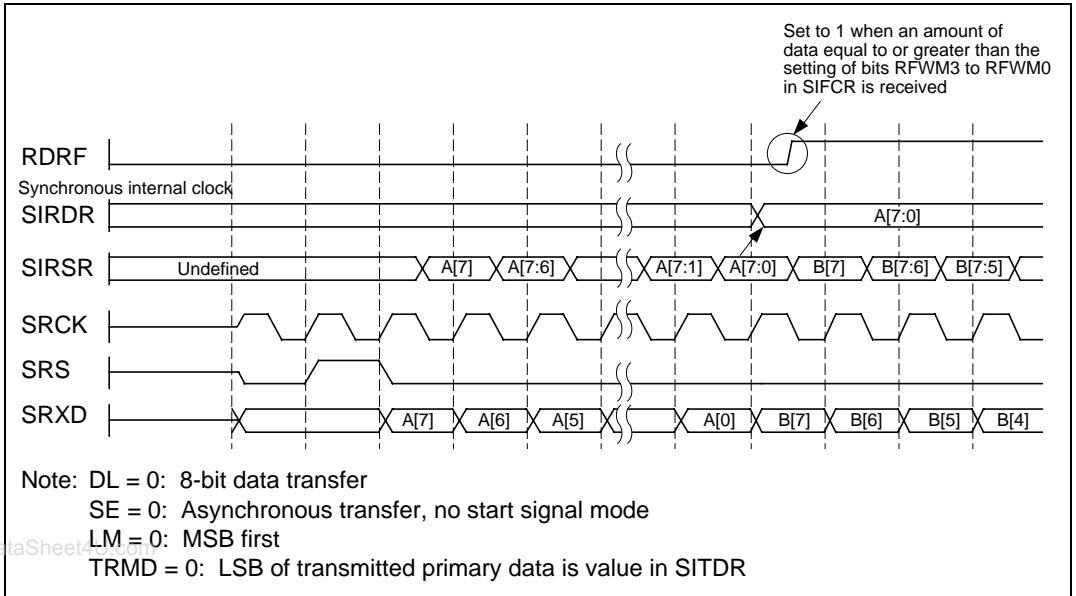 Set to 1 when an amount of
data equal to or greater than the
setting of bits RFWM3 to RFWM0
in SIFCR is received
RDRF
Synchronous internal clock
SIRDR A[7:0]
SIRSR Undefined A[7] A[7:6] A[7:1] A[7:0] B[7] B[7:6] B[7:5]
SRCK
SRS
SRXD A[7] A[6] A[5] A[0] B[7] B[6] B[5] B[4]
Note: DL = 0: 8-bit data transfer
SE = 0: Asynchronous transfer, no start signal mode
LM = 0: MSB first
taSheet4U.com
TRMD = 0: LSB of transmitted primary data is value in SITDR